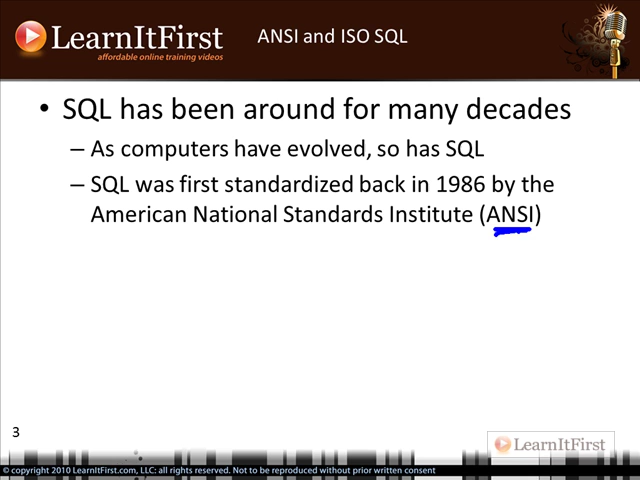 LearnItFirst
affordable online training videos
ANSI and ISO SQL
• SQL has been around for many decades
– As computers have evolved, so has SQL
– SQL was first standardized back in 1986 by the
American National Standards Institute (ANSI)
3
LearnItFirst
© copyright 2010 LearnItFirst.com, LLC: all rights reserved. Not to be reproduced without prior written consent